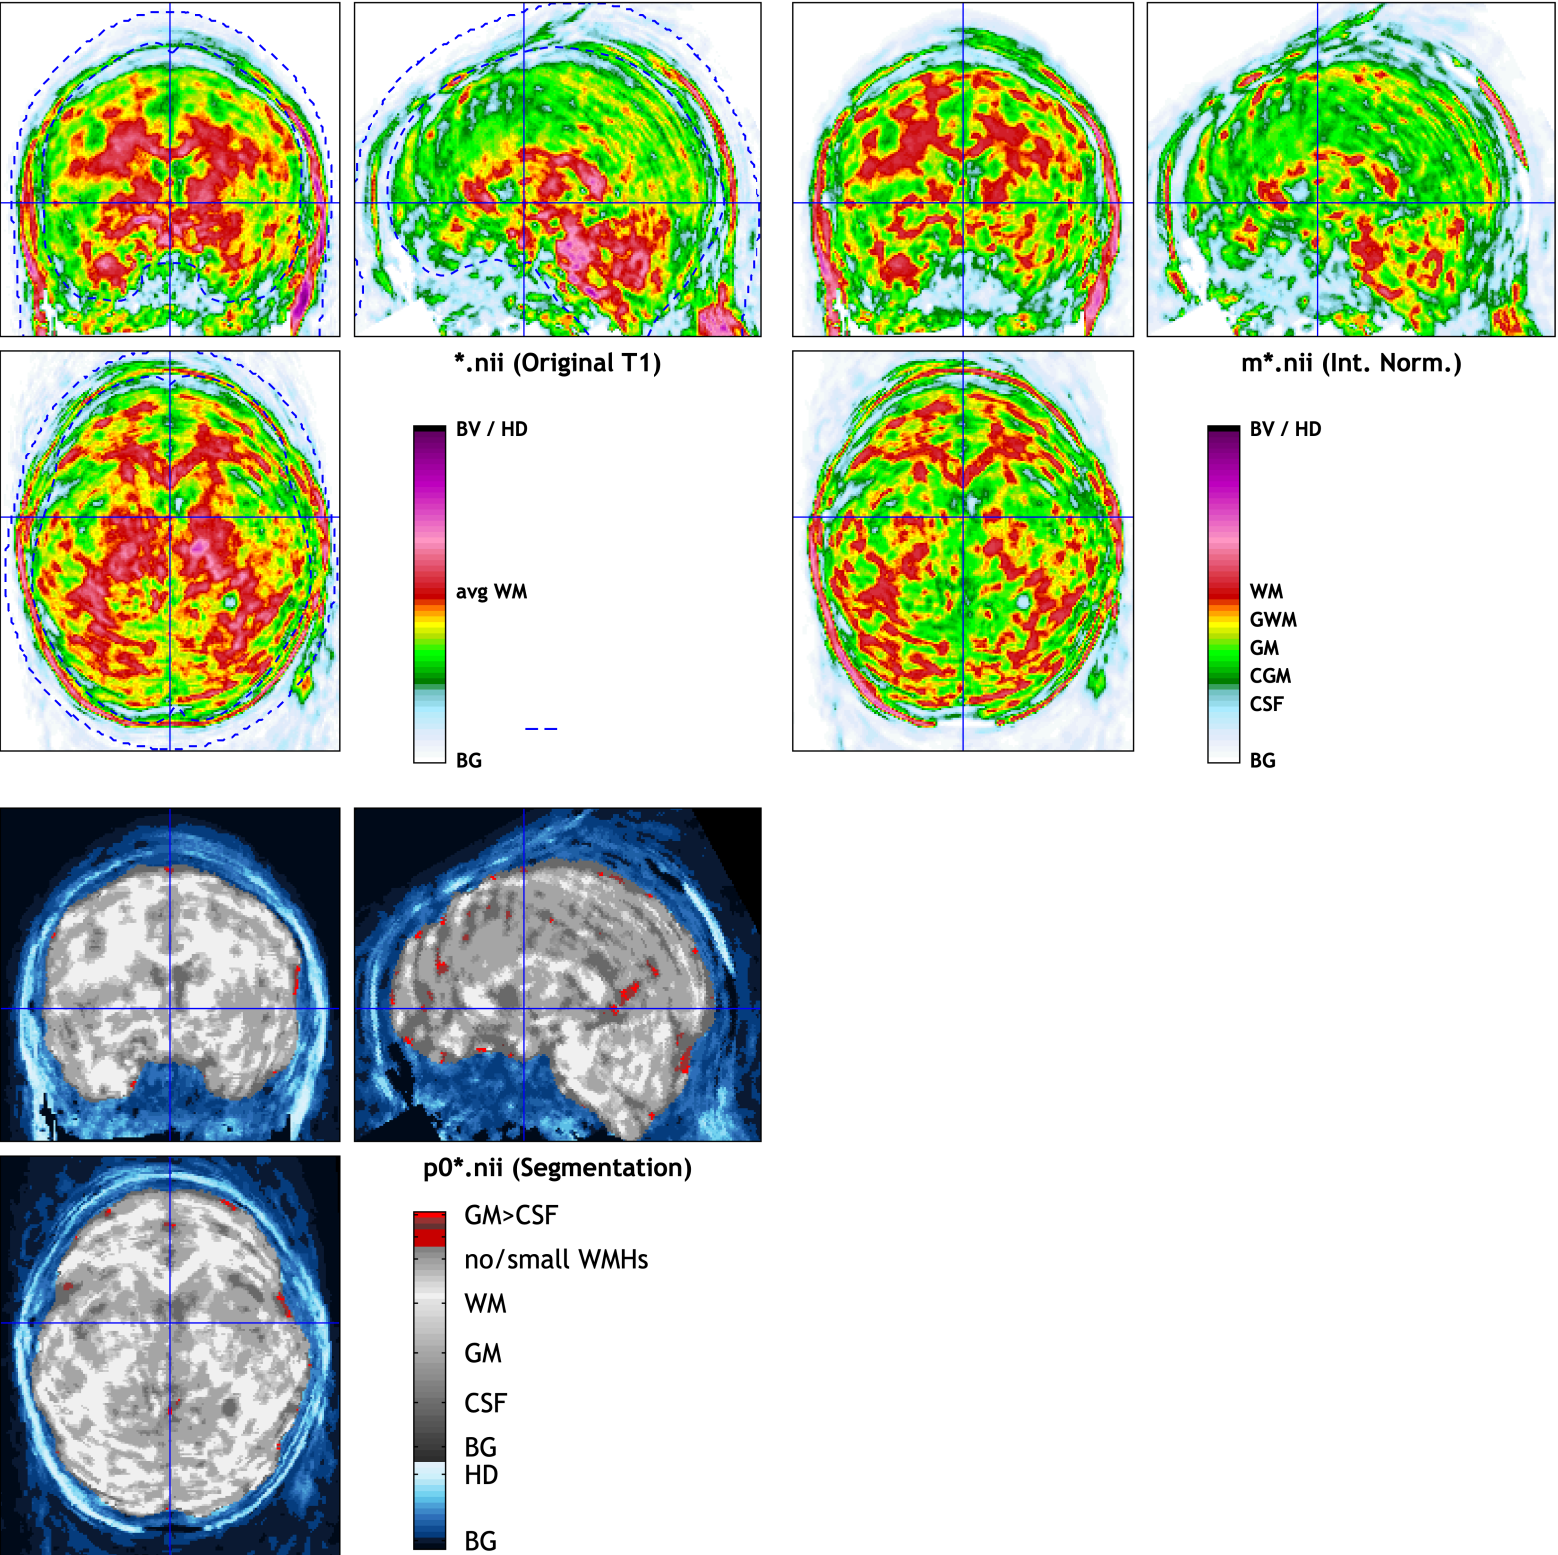 *.nii (Original T1)
BV / HD
avg WM
BG
m*.nii (Int. Norm.)
BV / HD
WM
GWM
GM
CGM
CSF
BG
p0*.nii (Segmentation)
GM>CSF
no/small WMHs
WM
GM
CSF
BG
HD
BG